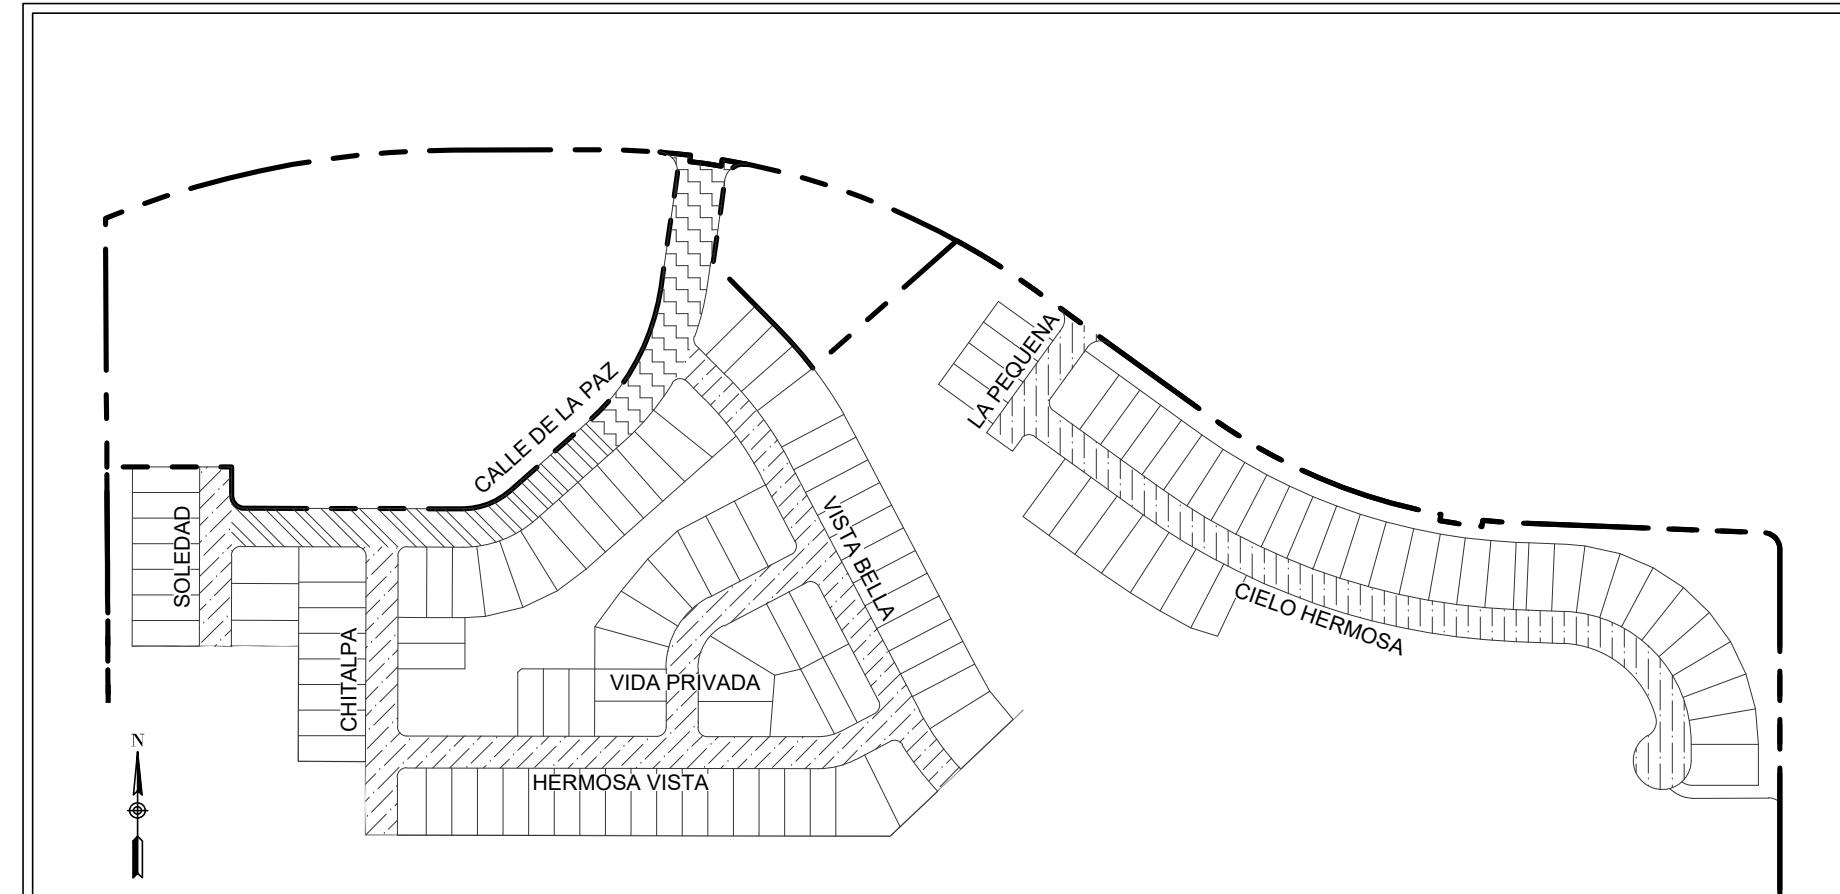 CALLE DE LA PAZ
LA PEQUENA
SOLEDAD
VISTA BELLA
CIELO HERMOSA
CHITALPA
VIDA PRIVADA
HERMOSA VISTA
N